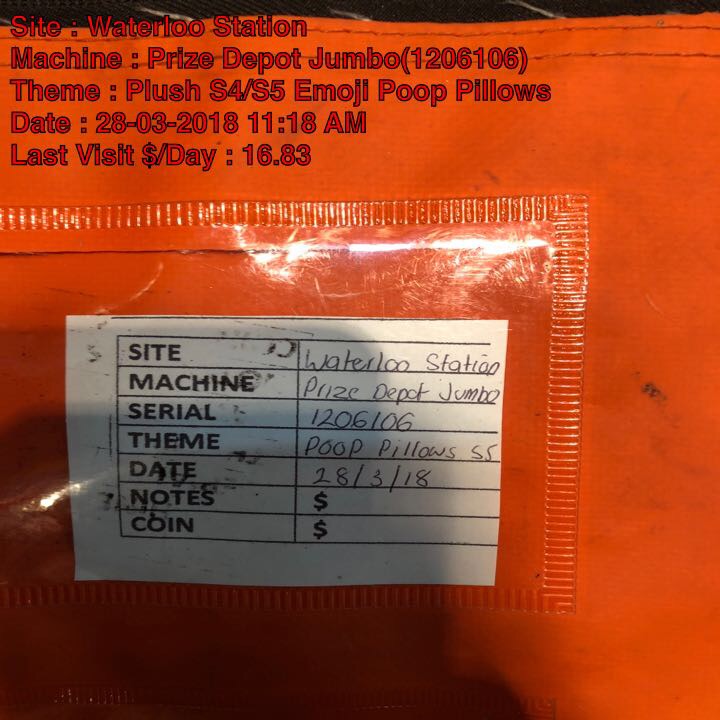 Site : Waterloo Station
Machine : Prize Depot Jumbo(1206106)
Theme : Plush S4/S5 Emoji Poop Pillows
Date : 28-03-2018 11:18 AM
Last Visit $/Day : 16.83
SITE Waterloo Station
MACHINE Prize Depot Jumbo
SERIAL 1206106
THEME POOP Pillows S5
DATE 28/3/18
NOTES $
COIN $